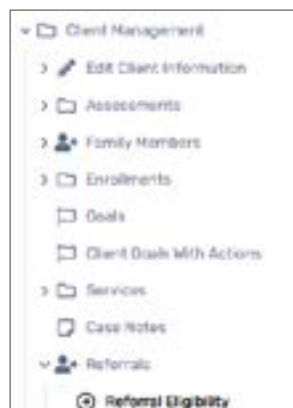 Client Management
Edit Client Information
Assessments
Family Members
Enrollments
Goals
Client Goals With Actions
Services
Case Notes
Referrals
Referral Eligibility